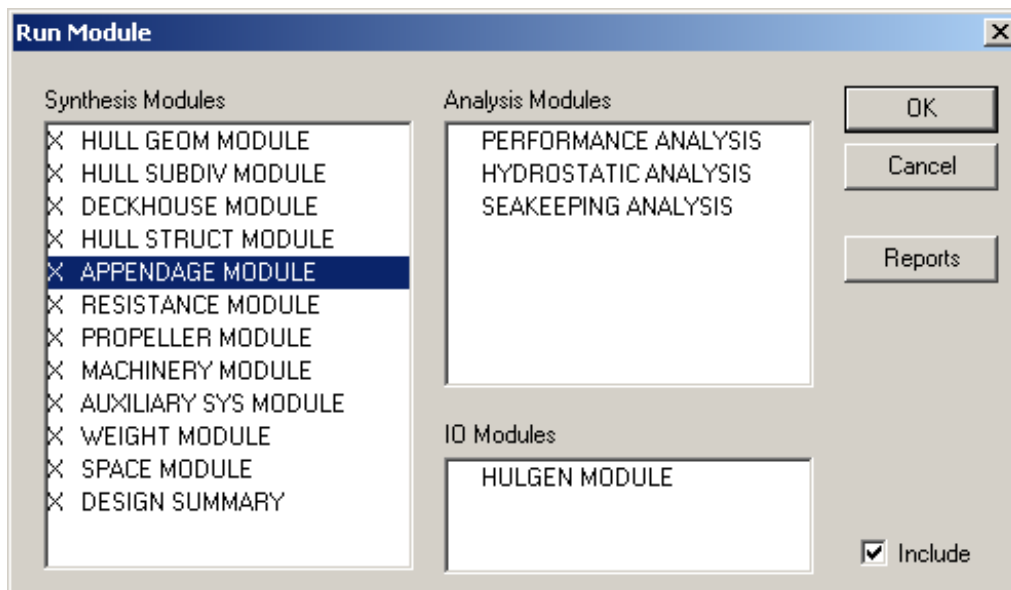 Run Module
Synthesis Modules
X HULL GEOM MODULE
X HULL SUBDIV MODULE
X DECKHOUSE MODULE
X HULL STRUCT MODULE
X APPENDAGE MODULE
X RESISTANCE MODULE
X PROPELLER MODULE
X MACHINERY MODULE
X AUXILIARY SYS MODULE
X WEIGHT MODULE
X SPACE MODULE
X DESIGN SUMMARY
Analysis Modules
PERFORMANCE ANALYSIS
HYDROSTATIC ANALYSIS
SEAKEEPING ANALYSIS
IO Modules
HULGEN MODULE
OK
Cancel
Reports
Include